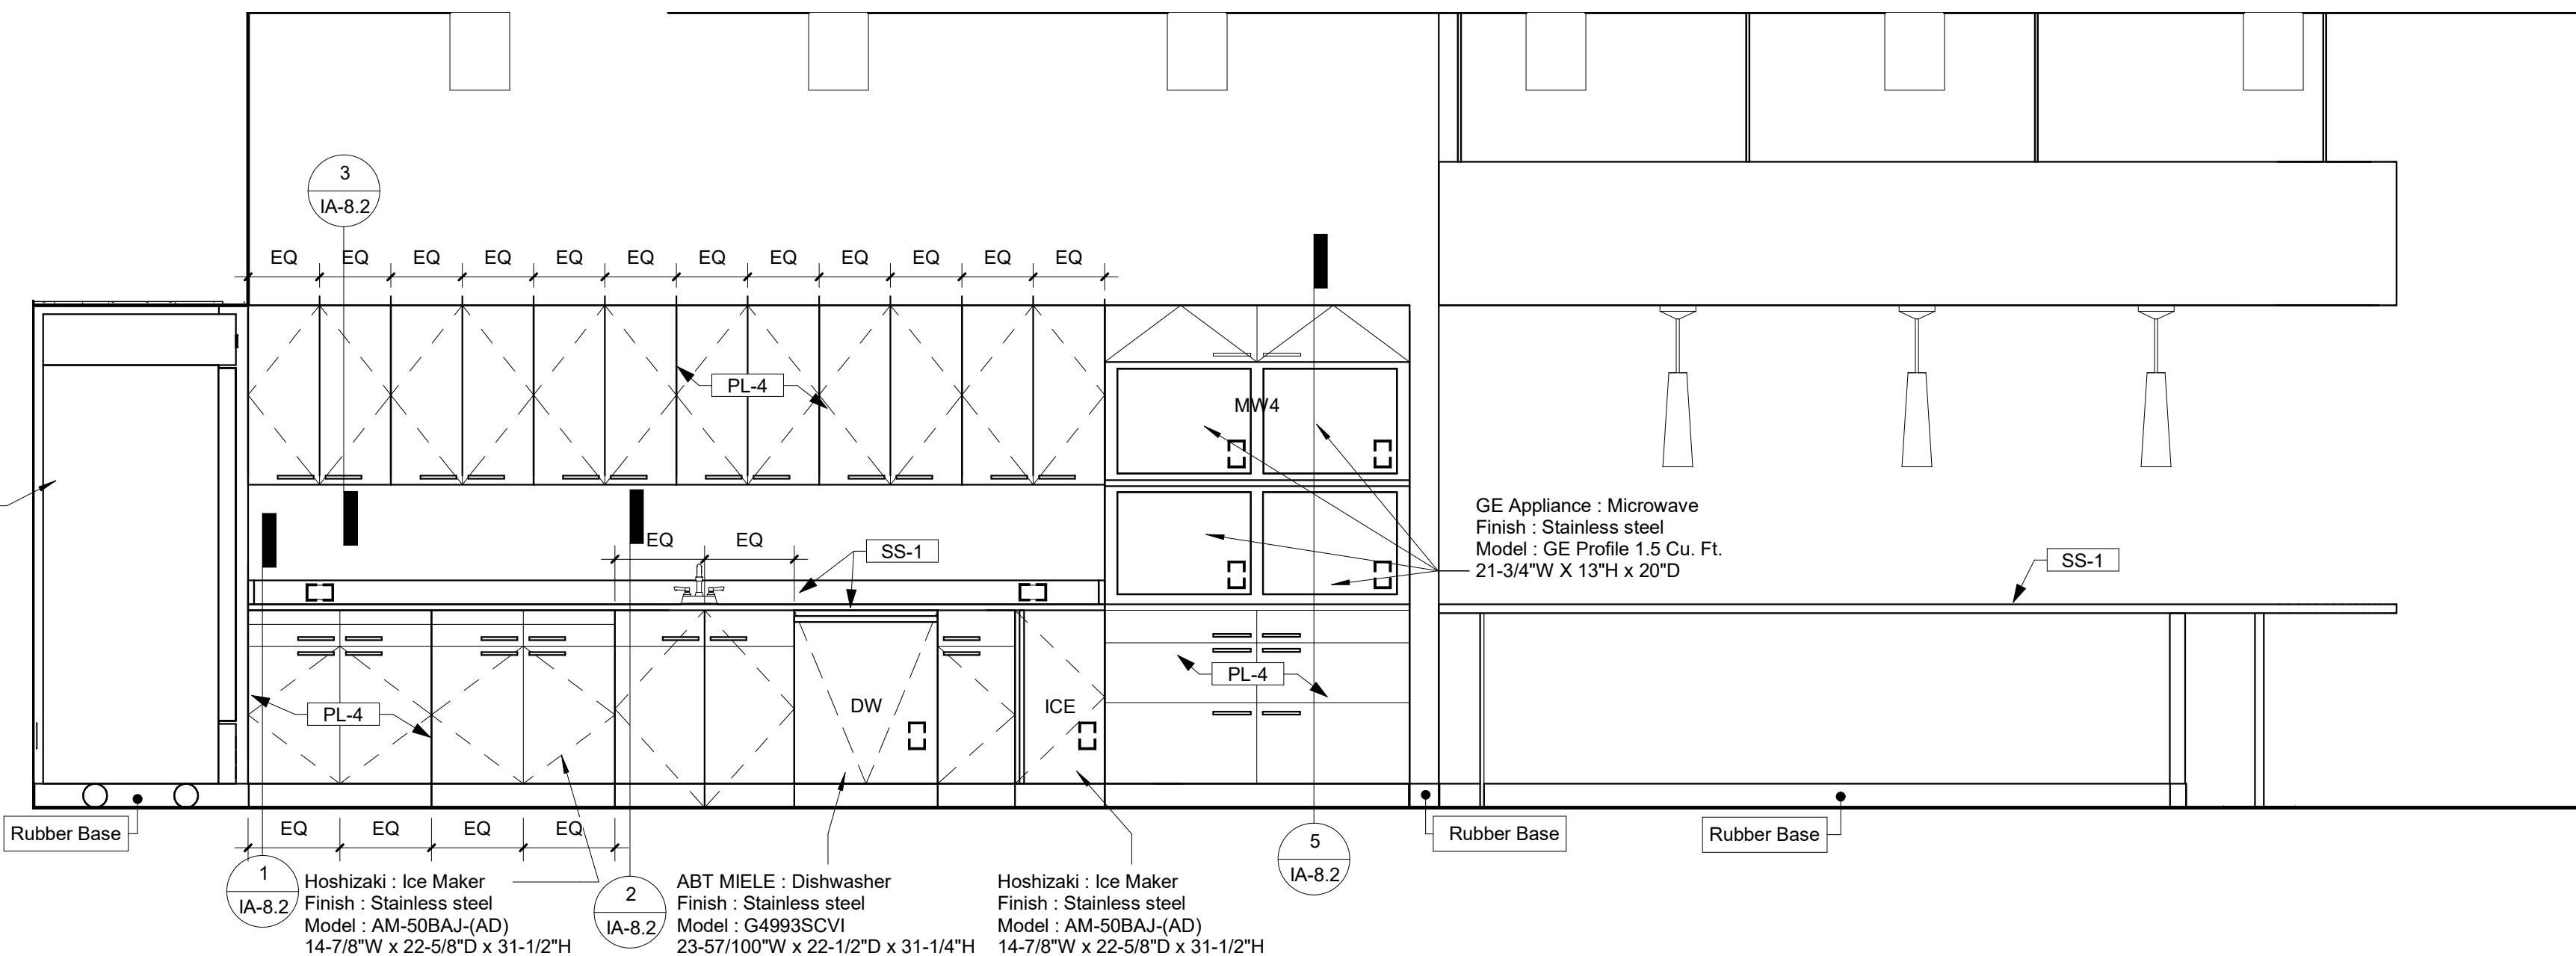 3
IA-8.2
EQ EQ EQ EQ EQ EQ EQ EQ EQ EQ EQ EQ
PL-4
MW4
GE Appliance : Microwave
Finish : Stainless steel
Model : GE Profile 1.5 Cu. Ft.
21-3/4"W X 13"H x 20"D
EQ EQ
SS-1
SS-1
PL-4
DW
ICE
PL-4
Rubber Base
EQ EQ EQ EQ
Rubber Base
Rubber Base
1
IA-8.2
Hoshizaki : Ice Maker
Finish : Stainless steel
Model : AM-50BAJ-(AD)
14-7/8"W x 22-5/8"D x 31-1/2"H
2
IA-8.2
ABT MIELE : Dishwasher
Finish : Stainless steel
Model : G4993SCVI
23-57/100"W x 22-1/2"D x 31-1/4"H
Hoshizaki : Ice Maker
Finish : Stainless steel
Model : AM-50BAJ-(AD)
14-7/8"W x 22-5/8"D x 31-1/2"H
5
IA-8.2